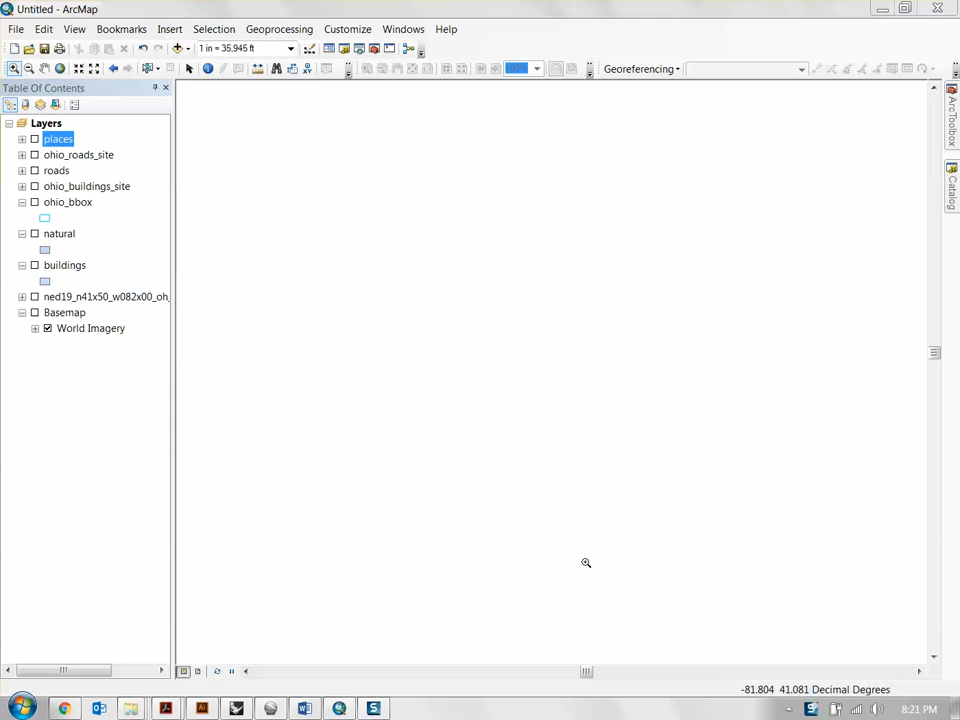 Untitled - ArcMap
File Edit View Bookmarks Insert Selection Geoprocessing Customize Windows Help
1 in = 35,945 ft
Georeferencing
Table Of Contents
Layers
places
ohio_roads_site
roads
ohio_buildings_site
ohio_bbox
natural
buildings
ned19_n41x50_w082x00_oh_
Basemap
World Imagery
ArcToolbox
Catalog
-81.804 41.081 Decimal Degrees
8:21 PM